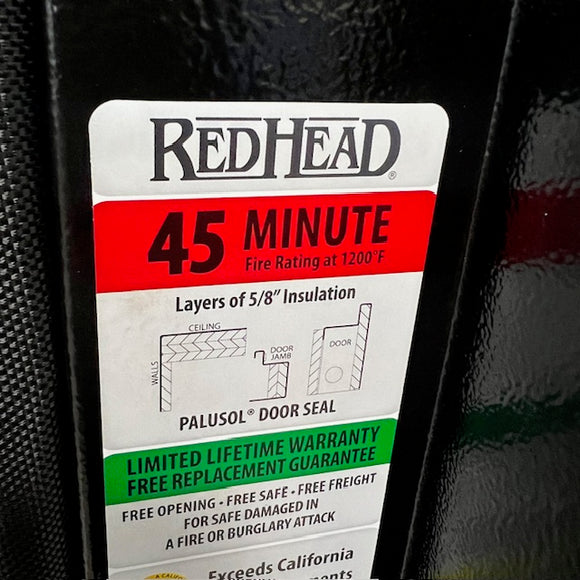 REDHEAD®
45 MINUTE
Fire Rating at 1200°F
Layers of 5/8" Insulation
CEILING
WALLS
DOOR
JAMB
DOOR
PALUSOL® DOOR SEAL
LIMITED LIFETIME WARRANTY
FREE REPLACEMENT GUARANTEE
FREE OPENING • FREE SAFE • FREE FREIGHT
FOR SAFE DAMAGED IN
A FIRE OR BURGLARY ATTACK
Exceeds California